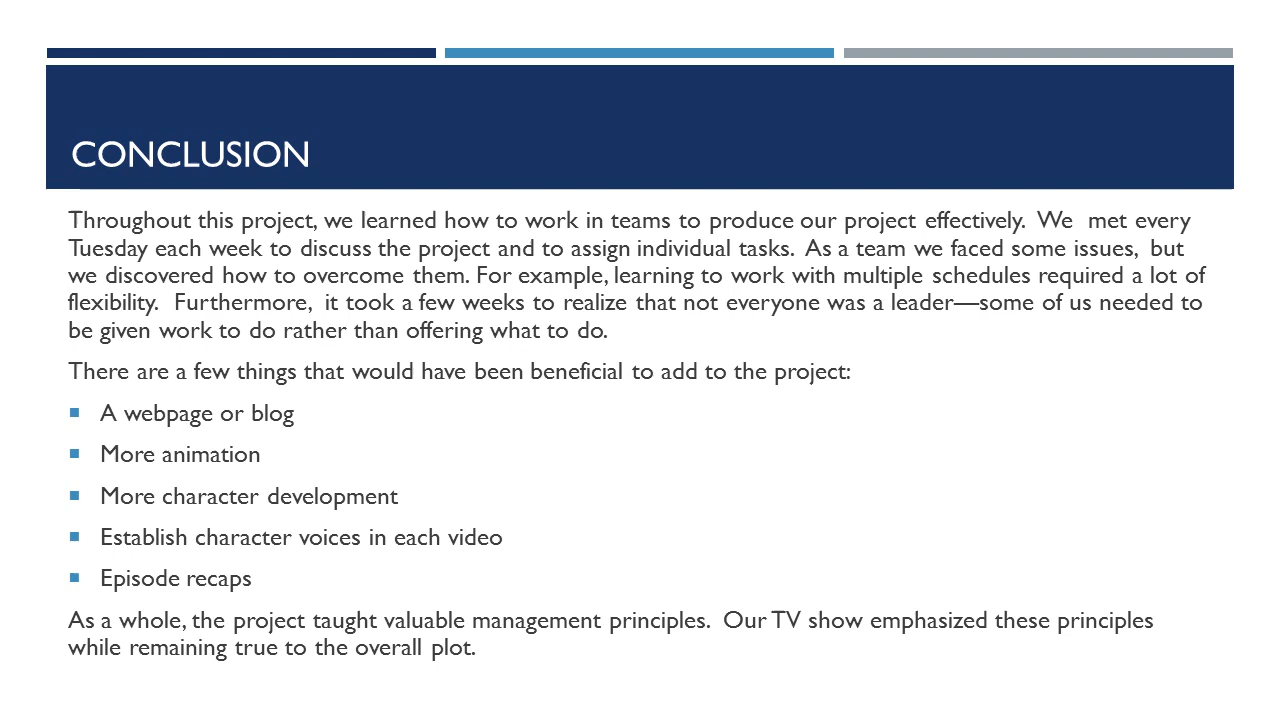 CONCLUSION
Throughout this project, we learned how to work in teams to produce our project effectively.  We  met every
Tuesday each week to discuss the project and to assign individual tasks.  As a team we faced some issues,  but
we discovered how to overcome them. For example, learning to work with multiple schedules required a lot of
flexibility.  Furthermore,  it took a few weeks to realize that not everyone was a leader—some of us needed to
be given work to do rather than offering what to do.
There are a few things that would have been beneficial to add to the project:
▪ A webpage or blog
▪ More animation
▪ More character development
▪ Establish character voices in each video
▪ Episode recaps
As a whole, the project taught valuable management principles.  Our TV show emphasized these principles
while remaining true to the overall plot.